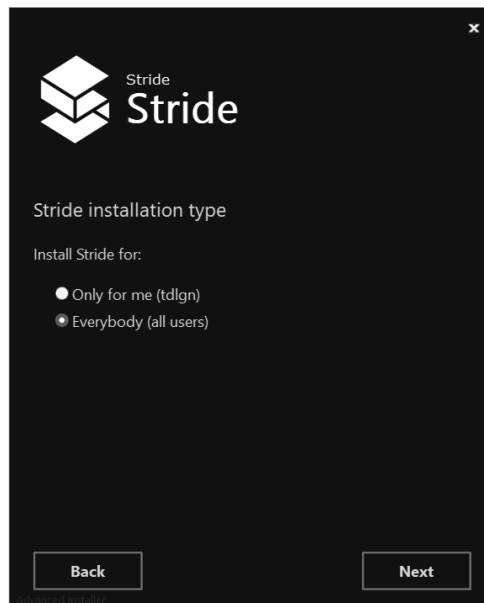 x
Stride
Stride
Stride installation type
Install Stride for:
Only for me (tdlgn)
Everybody (all users)
Back
Next
Advanced Installer